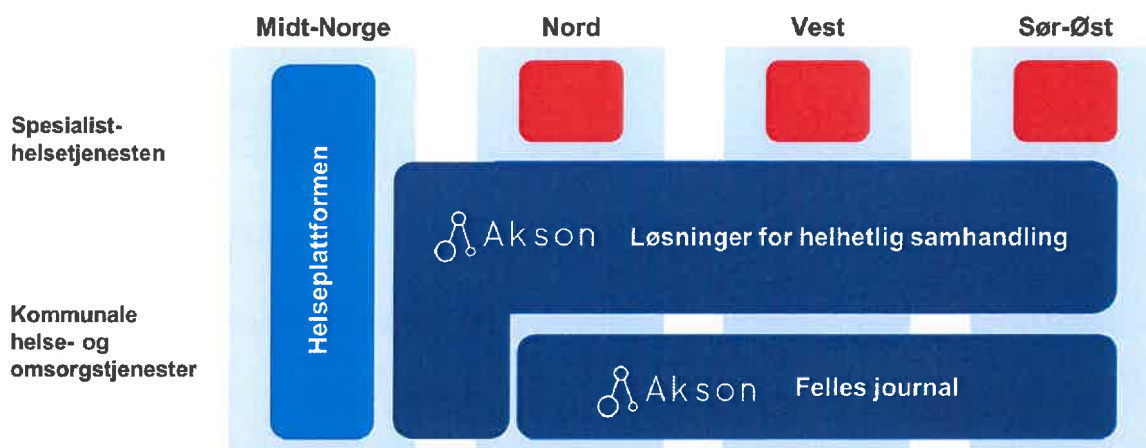 Midt-Norge
Nord
Vest
Sør-Øst
Spesialist-
helsetjenesten
Helseplattformen
Akson Løsninger for helhetlig samhandling
Kommunale
helse- og
omsorgstjenester
Akson Felles journal